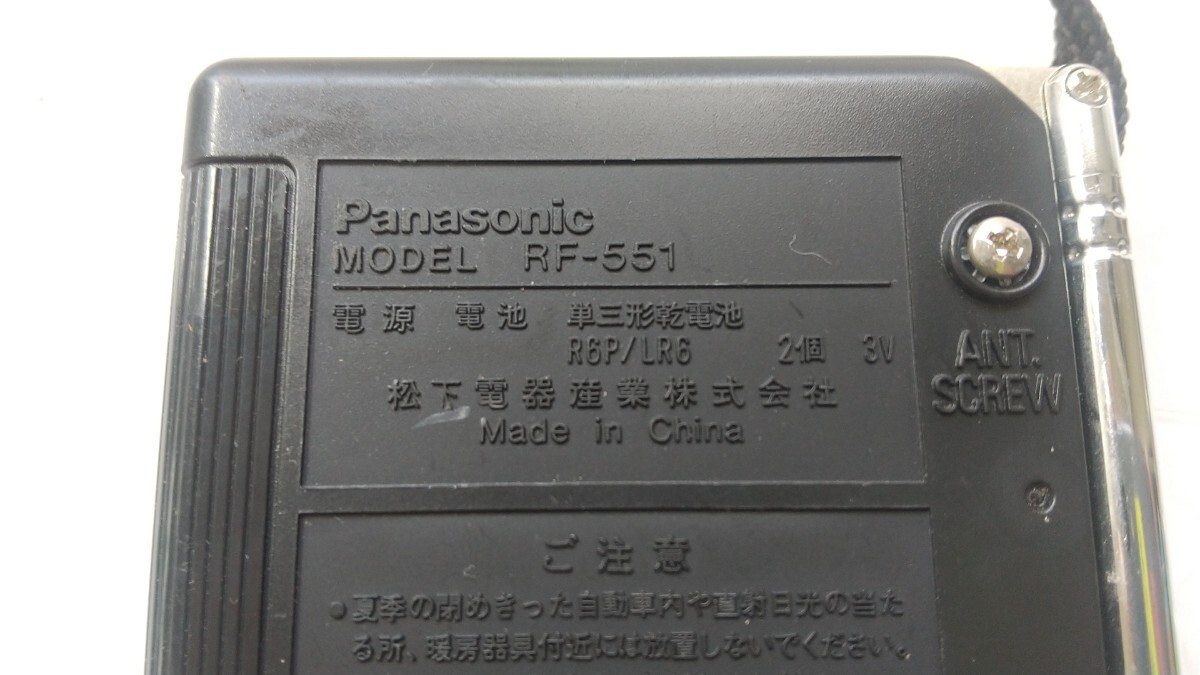 Panasonic
MODEL RF-551
電源 電池 単三形乾電池
R6P/LR6 2個 3V
松下電器産業株式会社
Made in China
ANT.
SCREW
ご注意
●夏季の閉めきった自動車内や直射日光の当た
る所、暖房器具付近には放置しないでください。